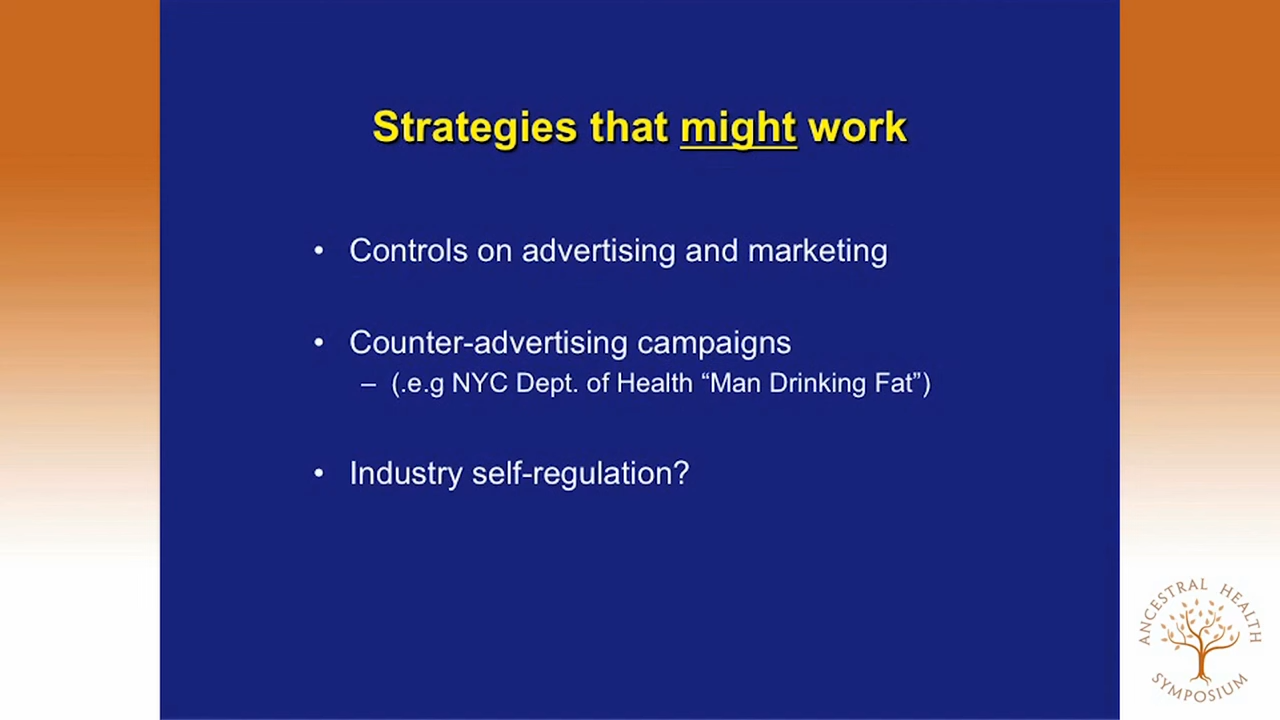 Strategies that might work
• Controls on advertising and marketing
• Counter-advertising campaigns
– (.e.g NYC Dept. of Health “Man Drinking Fat”)
• Industry self-regulation?
ANCESTRAL HEALTH
SYMPOSIUM